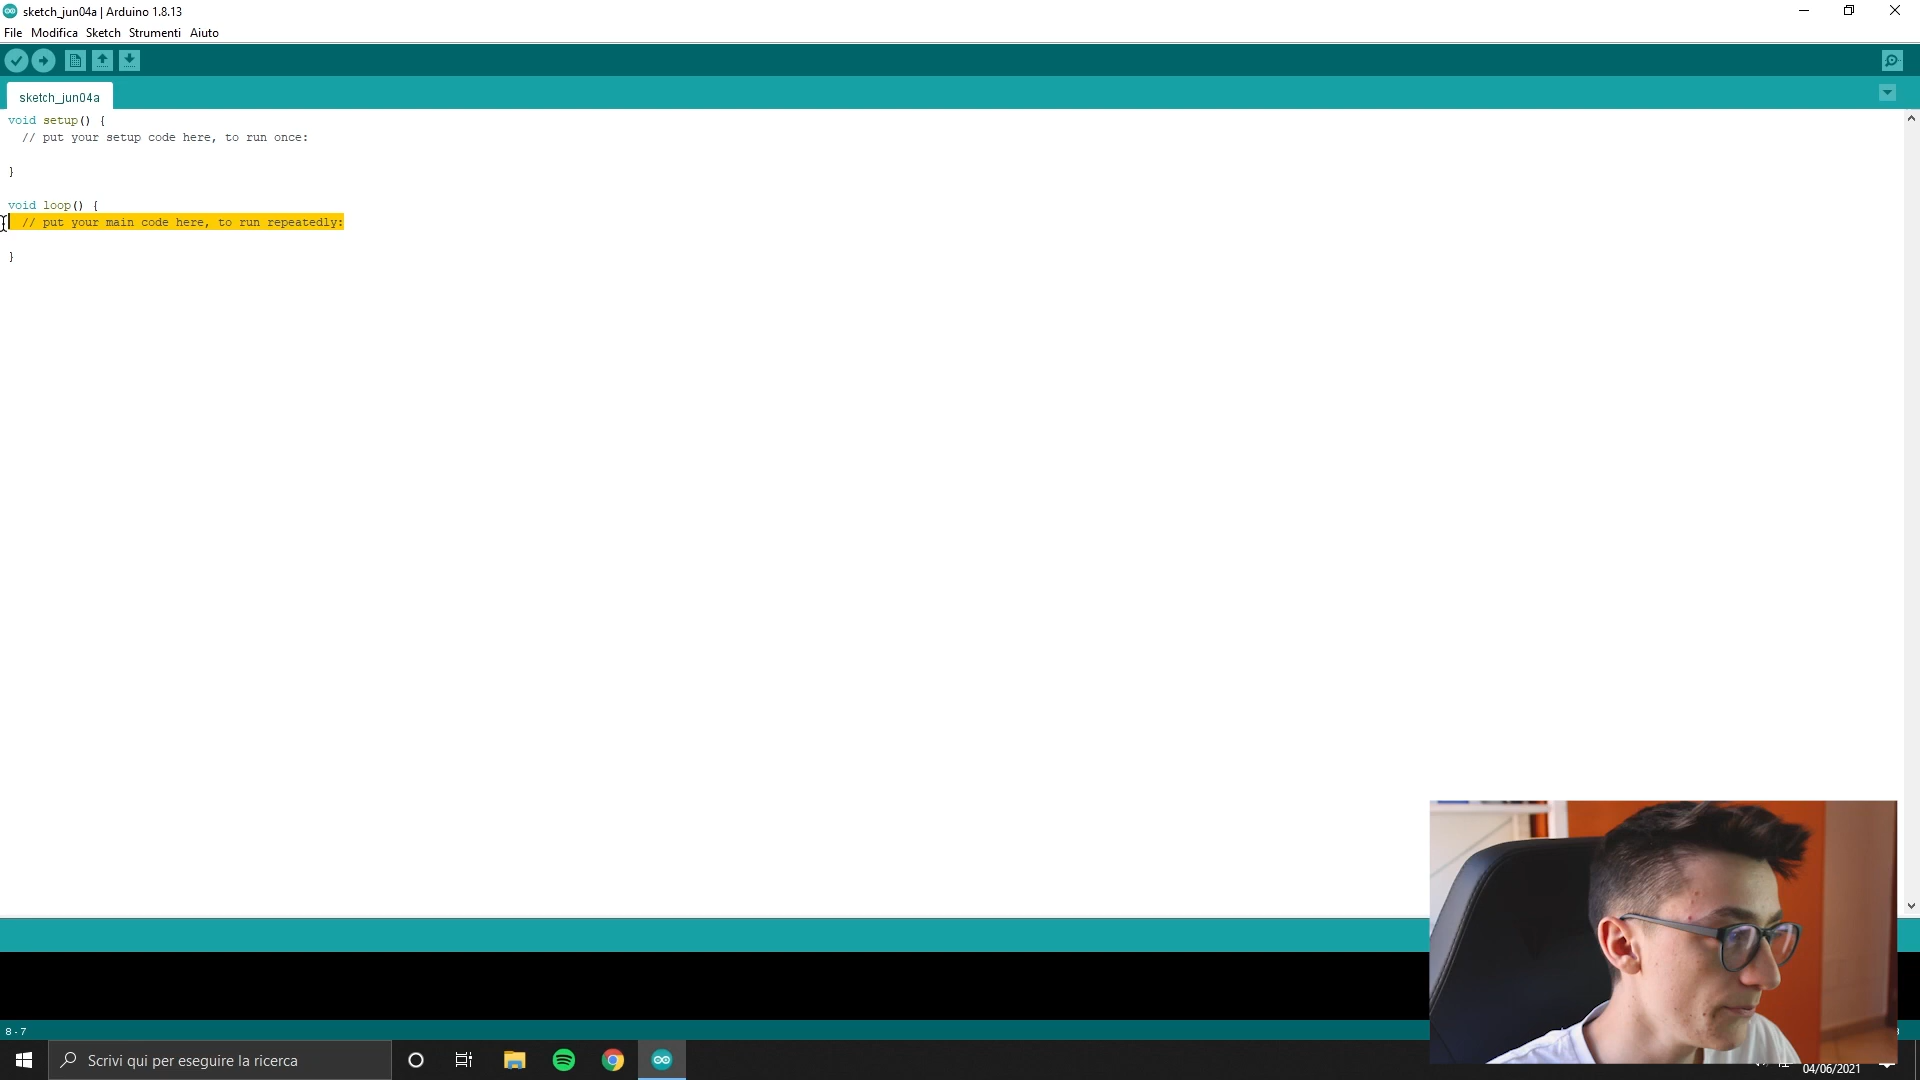 sketch_jun04a | Arduino 1.8.13
File Modifica Sketch Strumenti Aiuto
sketch_jun04a
void setup() {
// put your setup code here, to run once:
}
void loop() {
// put your main code here, to run repeatedly:
}
8 - 7
Scrivi qui per eseguire la ricerca
04/06/2021